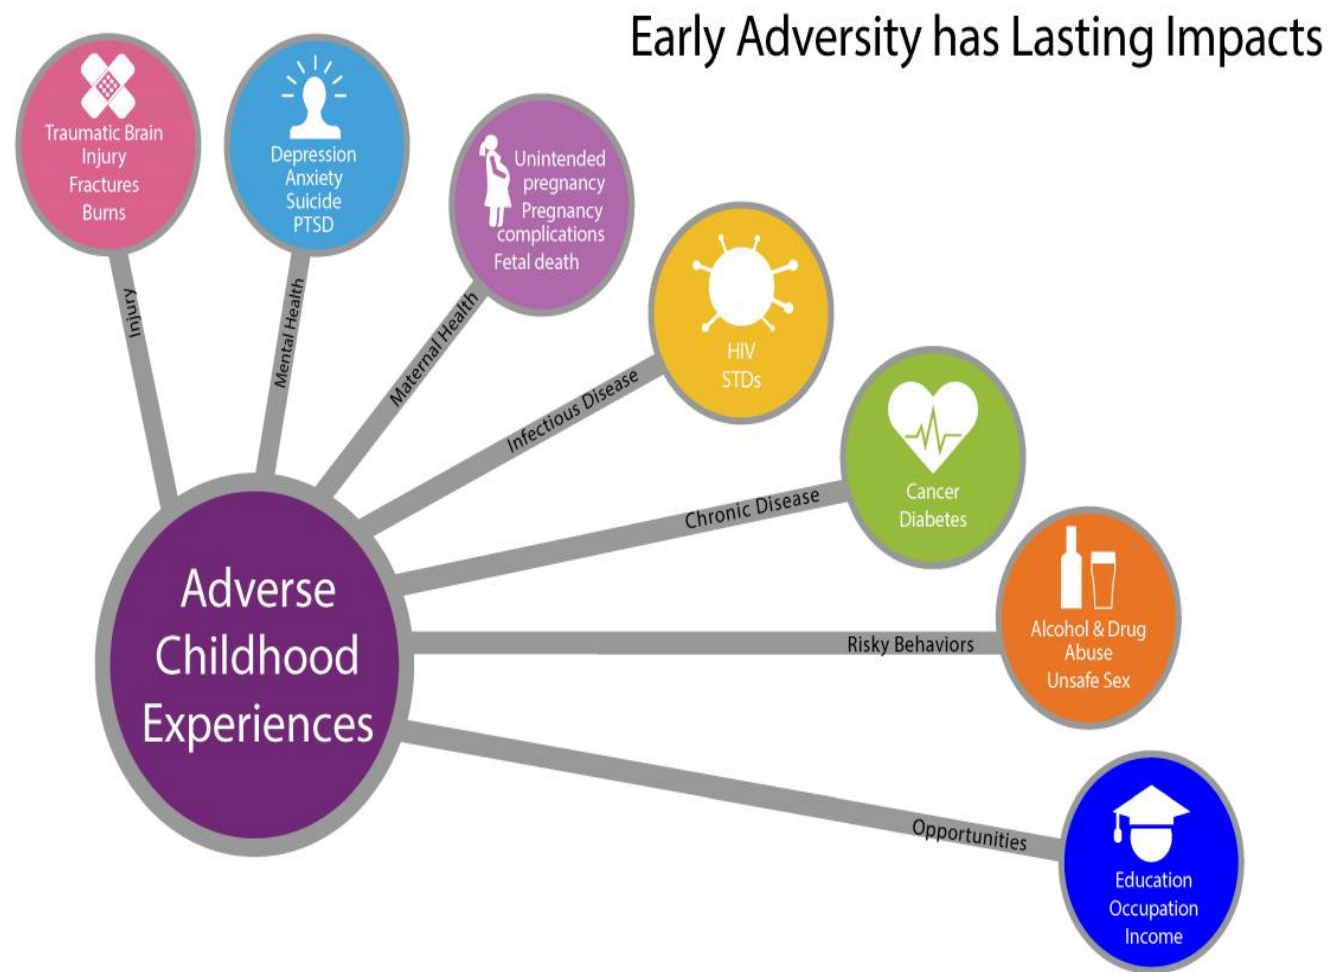 Early Adversity has Lasting Impacts
Traumatic Brain
Injury
Fractures
Burns
Injury
Depression
Anxiety
Suicide
PTSD
Mental Health
Unintended
pregnancy
Pregnancy
complications
Fetal death
Maternal Health
HIV
STDs
Infectious Disease
Cancer
Diabetes
Chronic Disease
Alcohol & Drug
Abuse
Unsafe Sex
Risky Behaviors
Education
Occupation
Income
Opportunities
Adverse
Childhood
Experiences